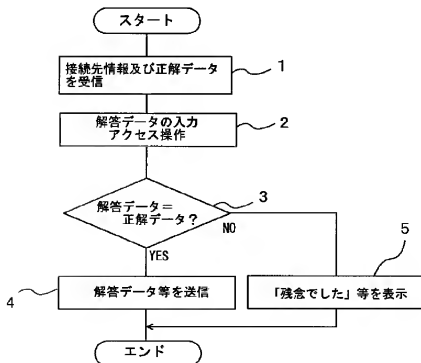 スタート
接続先情報及び正解データ
を受信
1
解答データの入力
アクセス操作
2
解答データ＝
正解データ？
3
NO
YES
5
4
解答データ等を送信
「残念でした」等を表示
エンド